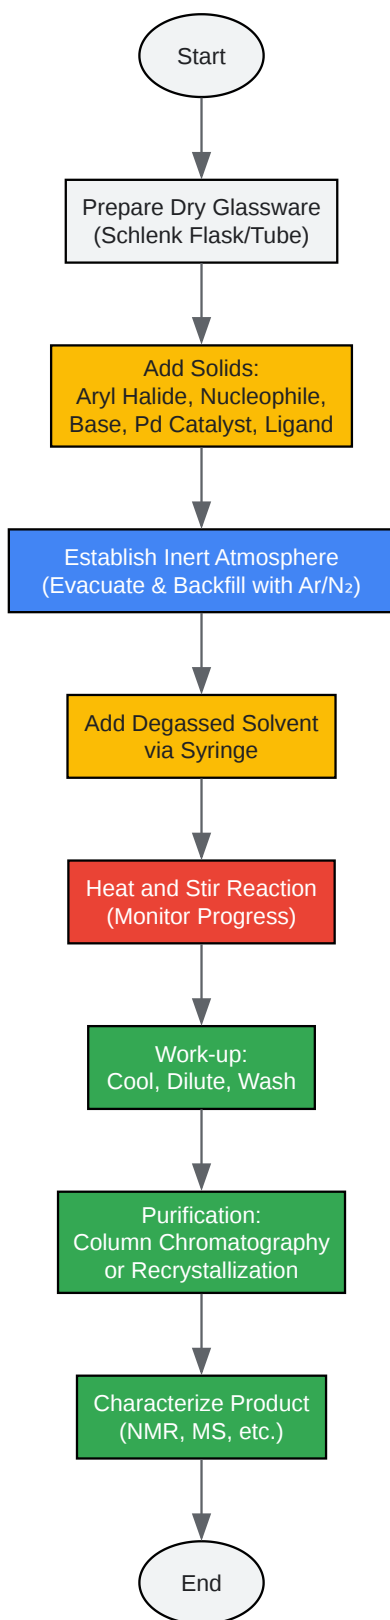 Start
Prepare Dry Glassware
(Schlenk Flask/Tube)
Add Solids:
Aryl Halide, Nucleophile,
Base, Pd Catalyst, Ligand
Establish Inert Atmosphere
(Evacuate & Backfill with Ar/N₂)
Add Degassed Solvent
via Syringe
Heat and Stir Reaction
(Monitor Progress)
Work-up:
Cool, Dilute, Wash
Purification:
Column Chromatography
or Recrystallization
Characterize Product
(NMR, MS, etc.)
End